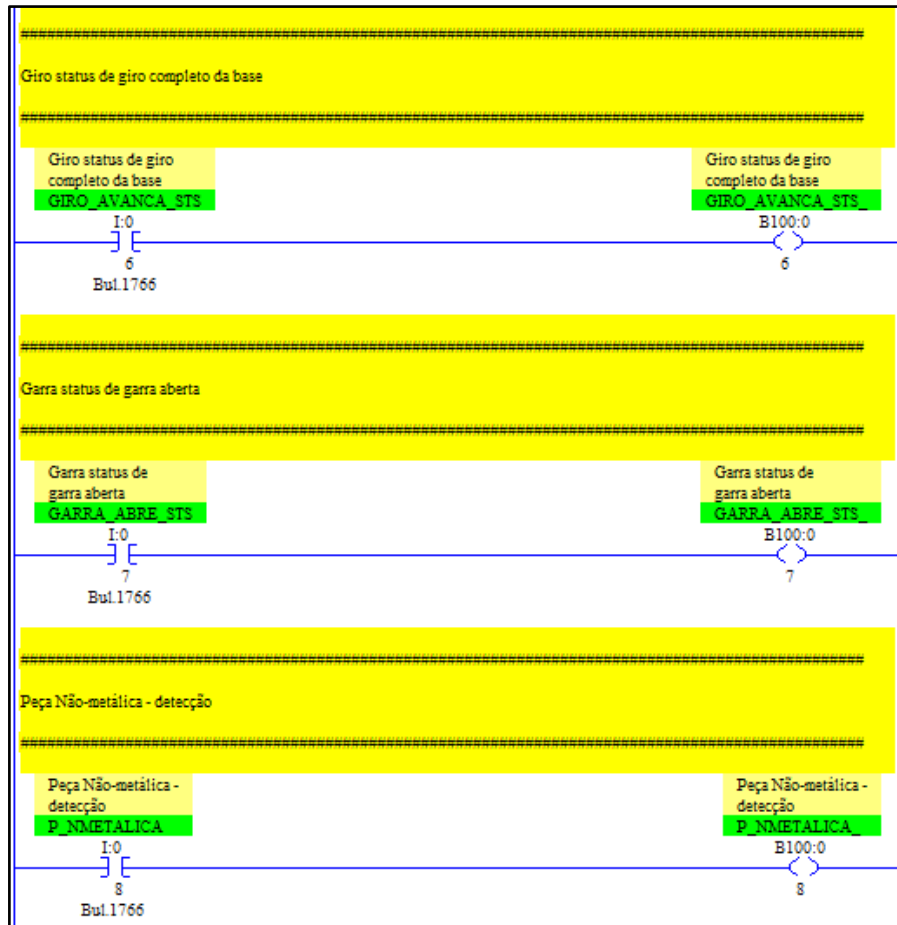 ################################################################################
Giro status de giro completo da base
################################################################################
Giro status de giro
completo da base
GIRO_AVANCA_STS
I:0
6
Bul.1766
Giro status de giro
completo da base
GIRO_AVANCA_STS_
B100:0
6
################################################################################
Garra status de garra aberta
################################################################################
Garra status de
garra aberta
GARRA_ABRE_STS
I:0
7
Bul.1766
Garra status de
garra aberta
GARRA_ABRE_STS_
B100:0
7
################################################################################
Peça Não-metálica - detecção
################################################################################
Peça Não-metálica -
detecção
P_NMETALICA
I:0
8
Bul.1766
Peça Não-metálica -
detecção
P_NMETALICA_
B100:0
8